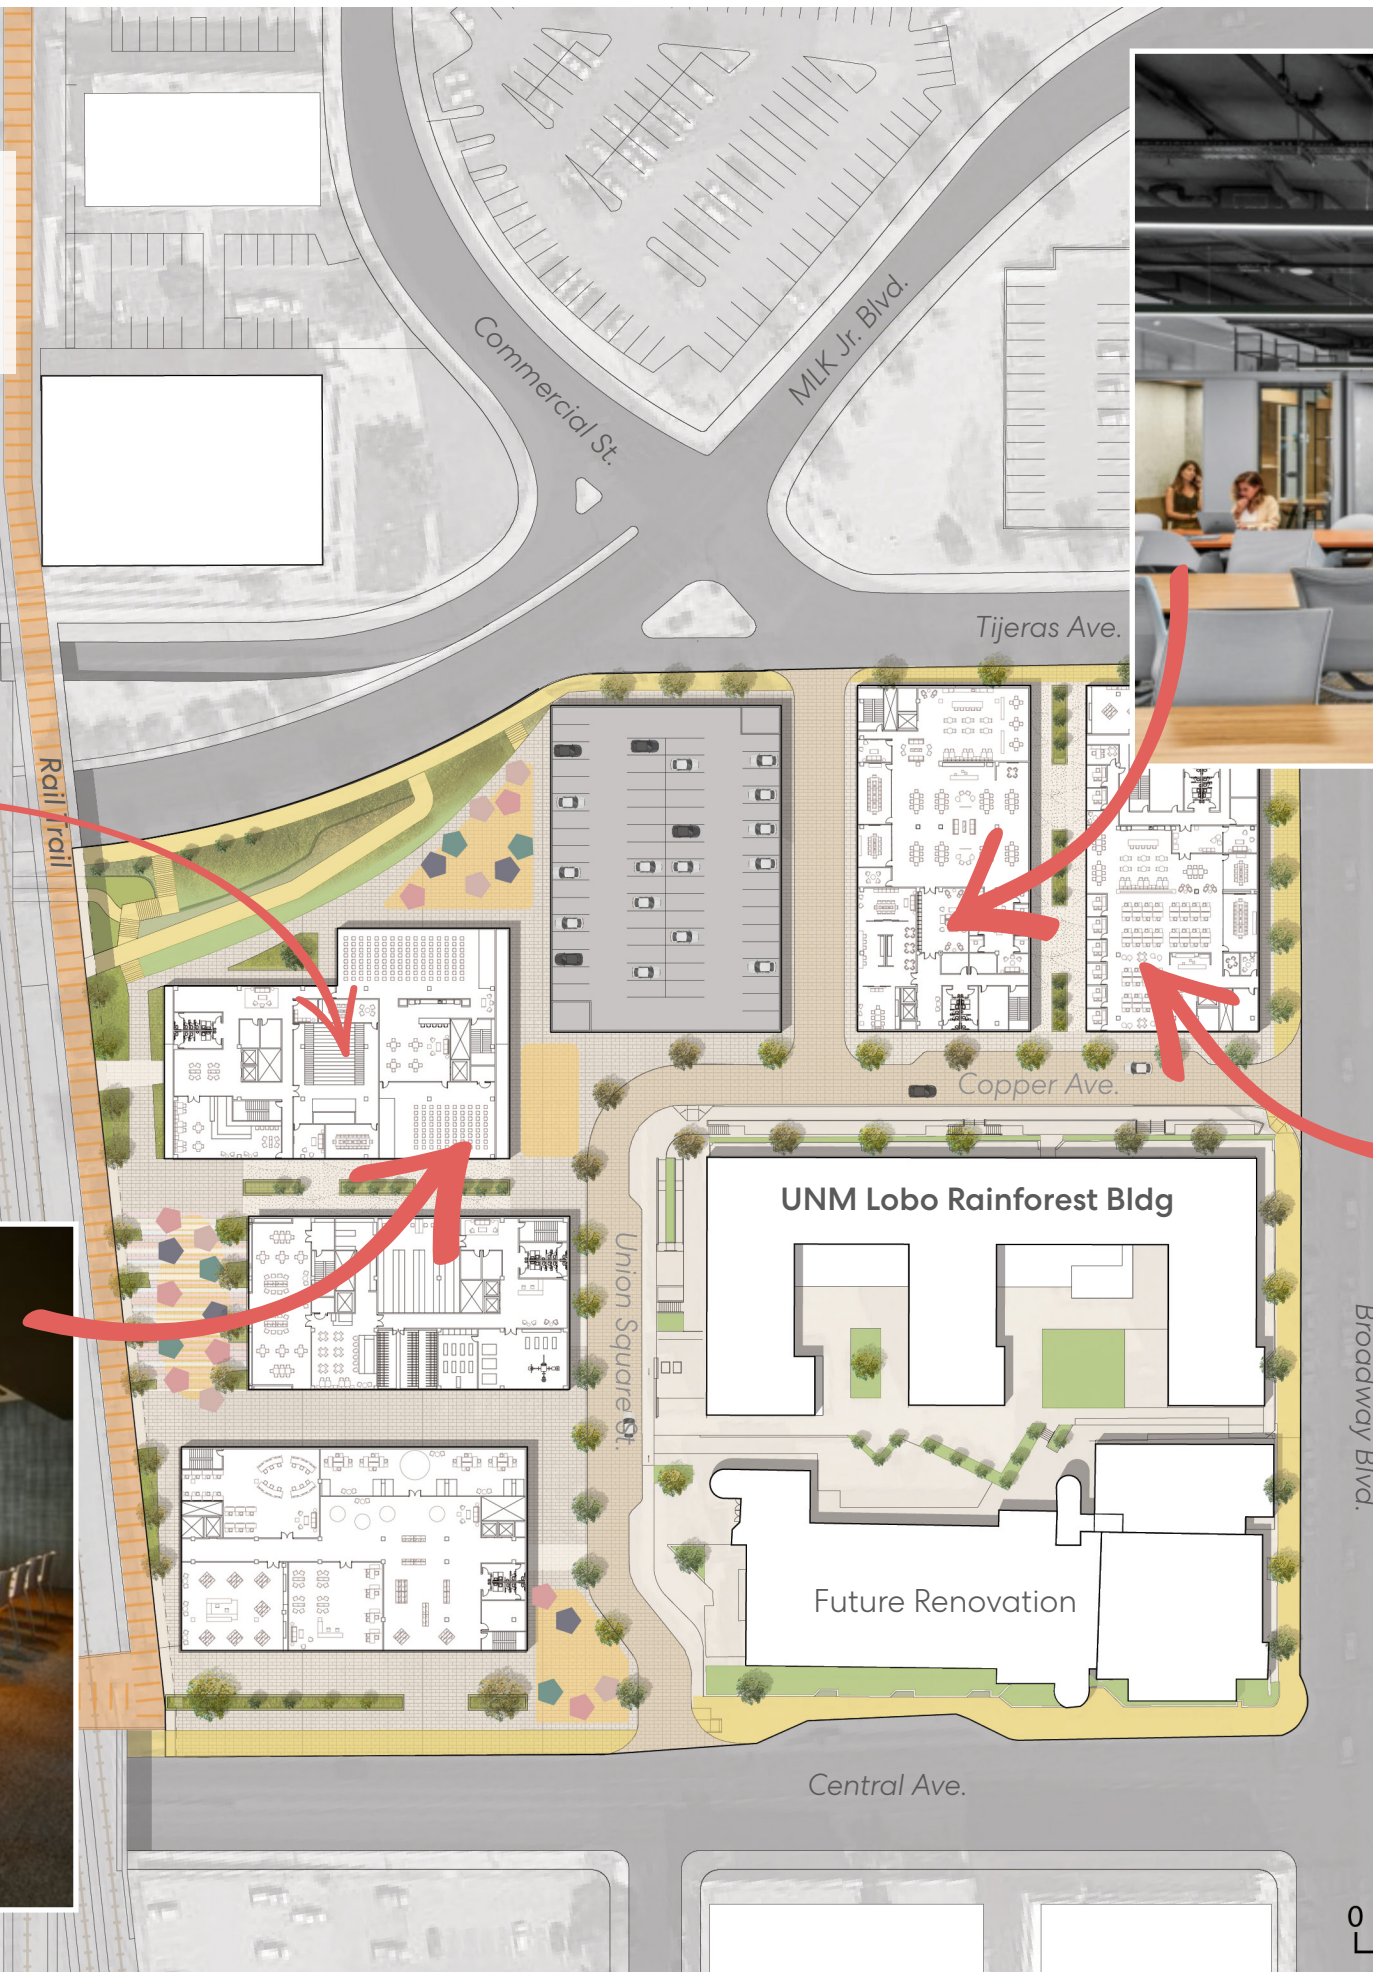 Commercial St.
MLK Jr. Blvd.
Tijeras Ave.
Rail Trail
Copper Ave.
UNM Lobo Rainforest Bldg
Union Square St.
Broadway Blvd.
Future Renovation
Central Ave.
0